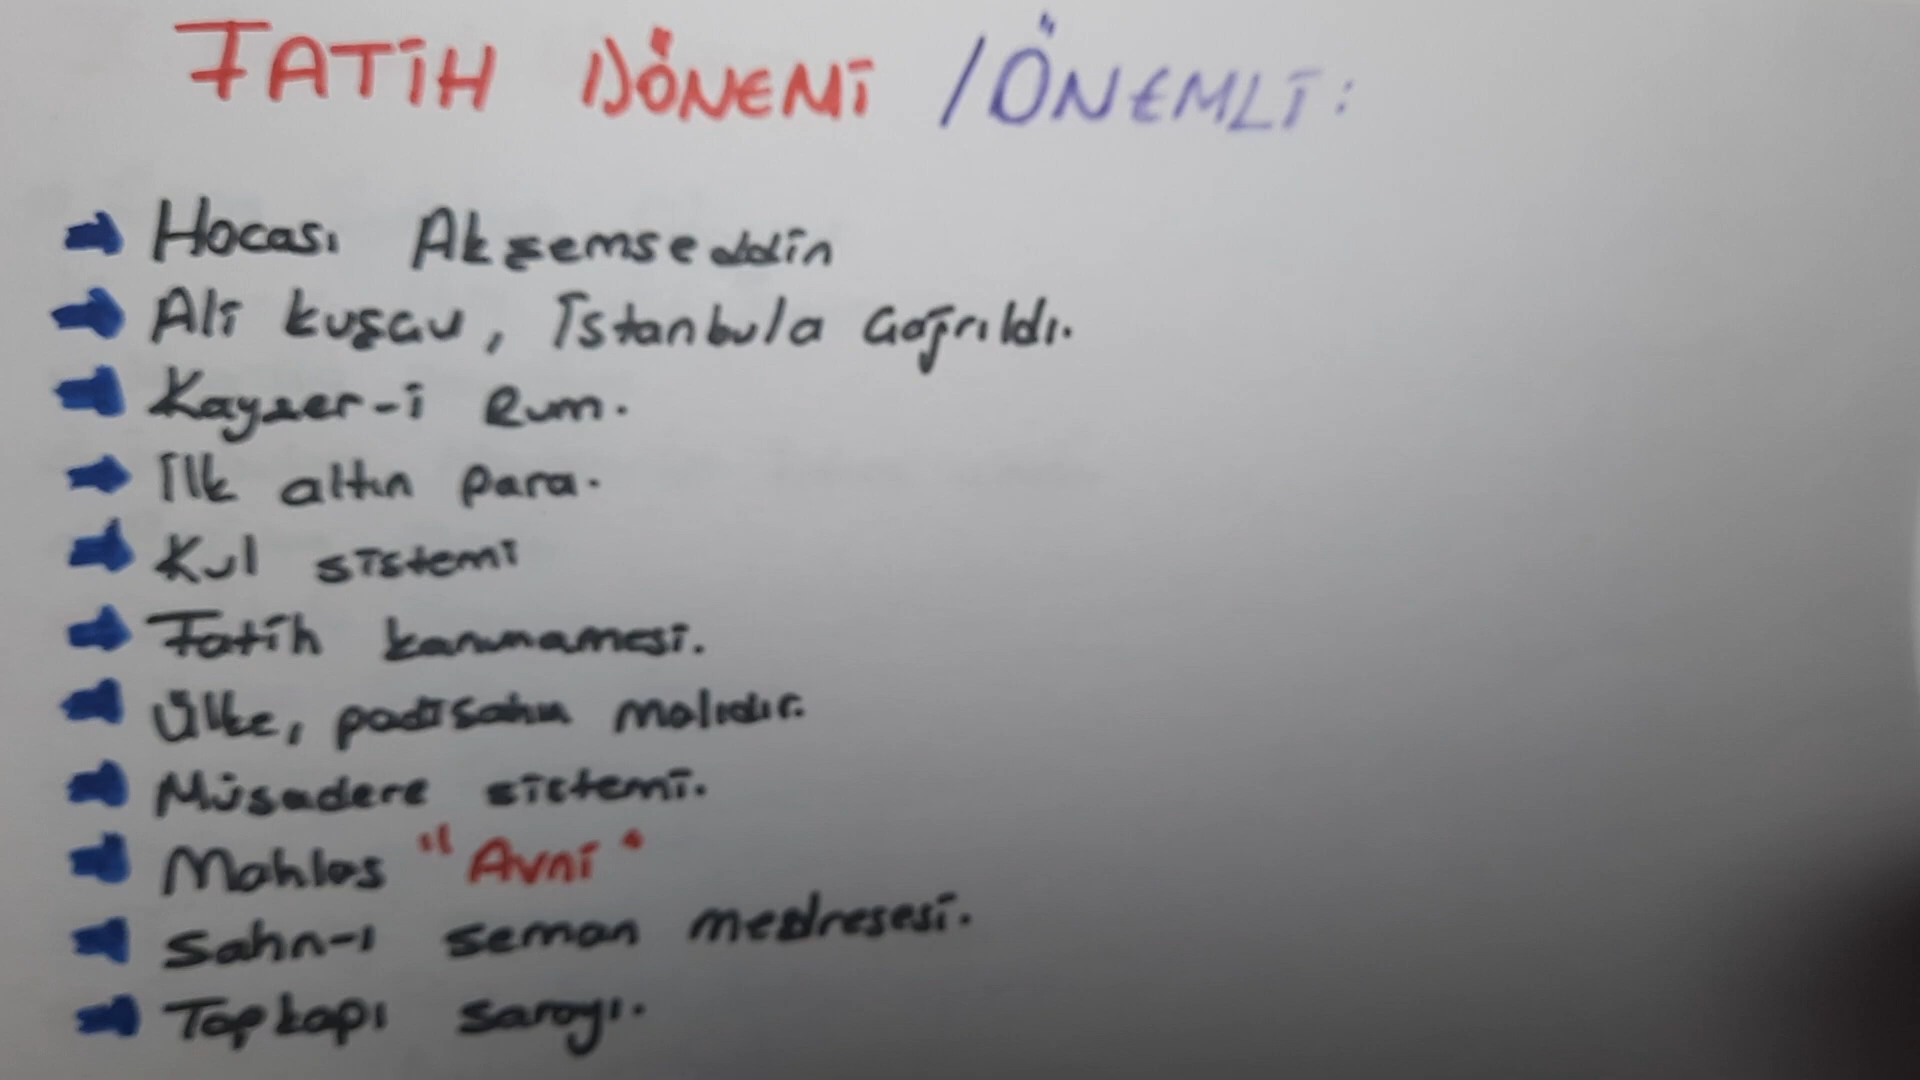 FATİH DÖNEMİ /ÖNEMLİ:
Hocası Akşemseddin
Ali kuşcu, İstanbula Çağrıldı.
Kayser-i Rum.
İlk altın para.
Kul sistemi
Fatih kanunnamesi.
Ülke, padişahın malıdır.
Müsadere sistemi.
Mahlas "Avni"
Sahn-ı seman medresesi.
Topkapı sarayı.